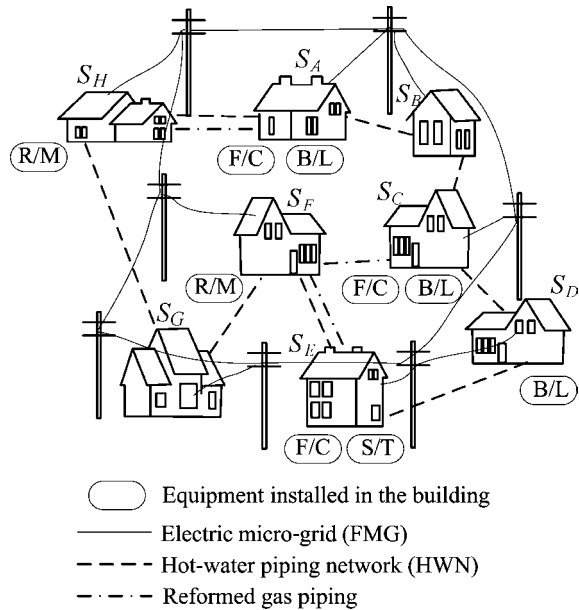 S_H
S_A
S_B
R/M
F/C B/L
S_F
S_C
R/M
F/C B/L
S_G
S_E
S_D
B/L
F/C S/T
Equipment installed in the building
Electric micro-grid (FMG)
Hot-water piping network (HWN)
Reformed gas piping